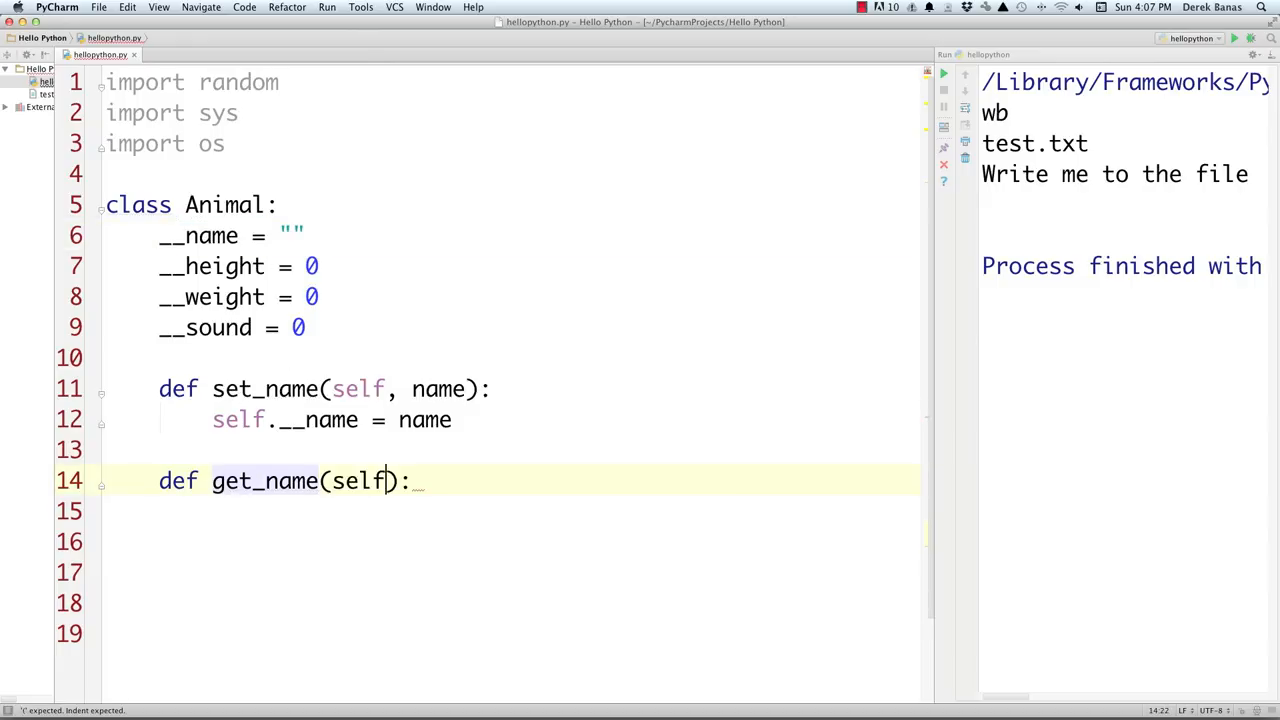 PyCharm File Edit View Navigate Code Refactor Run Tools VCS Window Help 10 Sun 4:07 PM Derek Banas
hellopython.py - Hello Python - [~/PycharmProjects/Hello Python]
Hello Python hellopython.py hellopython
hellopython.py Run hellopython
Hello P
hell
test
Extern
1 import random
2 import sys
3 import os
4
5 class Animal:
6 __name = ""
7 __height = 0
8 __weight = 0
9 __sound = 0
10
11 def set_name(self, name):
12 self.__name = name
13
14 def get_name(self):
15
16
17
18
19
/Library/Frameworks/Py
wb
test.txt
Write me to the file
Process finished with
'(' expected. Indent expected. 14:22 LF UTF-8